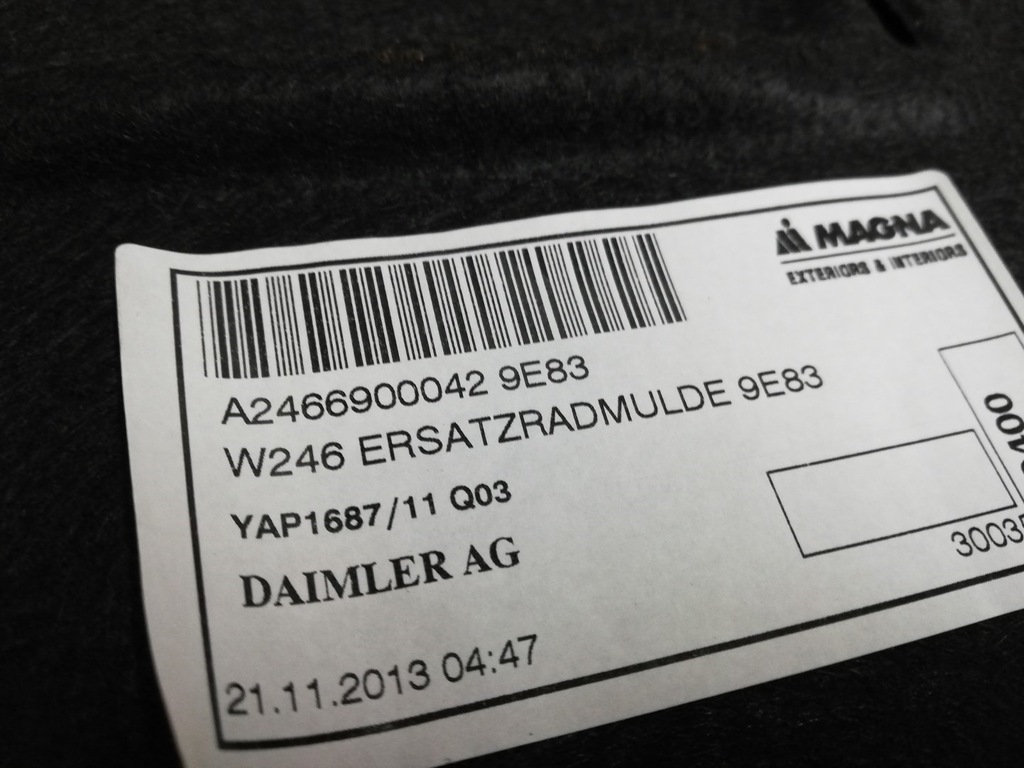 MAGNA
EXTERIORS & INTERIORS
A2466900042 9E83
W246 ERSATZRADMULDE 9E83
YAP1687/11 Q03
DAIMLER AG
21.11.2013 04:47